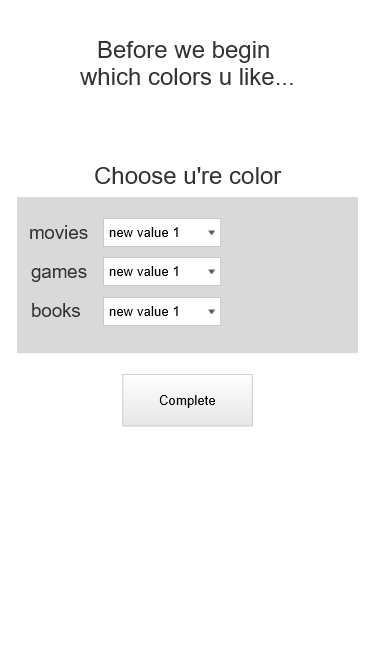 Before we begin
which colors u like...
Choose u're color
movies new value 1
games new value 1
books new value 1
Complete